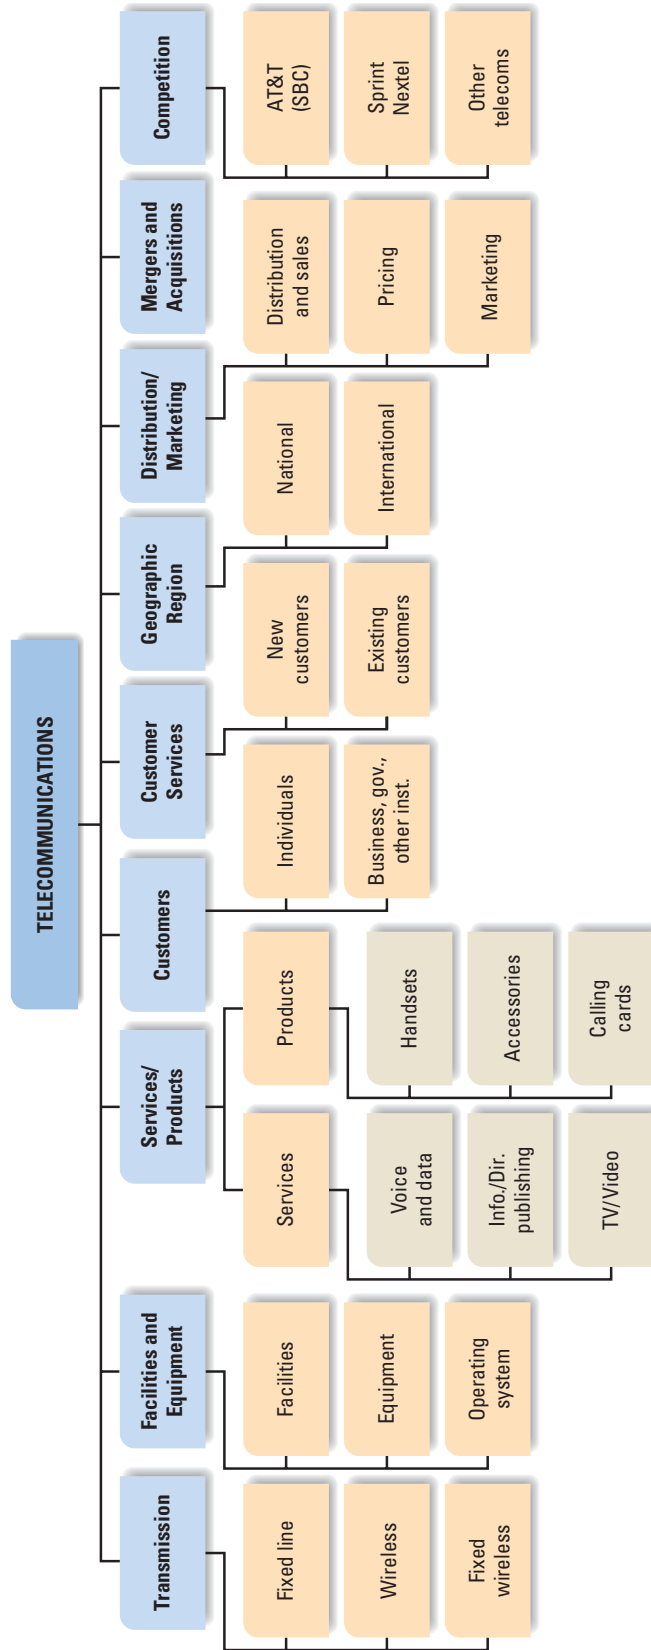 TELECOMMUNICATIONS
Transmission
Fixed line
Wireless
Fixed
wireless
Facilities and
Equipment
Facilities
Equipment
Operating
system
Services/
Products
Services
Voice
and data
Info./Dir.
publishing
TV/Video
Products
Handsets
Accessories
Calling
cards
Customers
Individuals
Business, gov.,
other inst.
Customer
Services
New
customers
Existing
customers
Geographic
Region
National
International
Distribution/
Marketing
Distribution
and sales
Pricing
Marketing
Mergers and
Acquisitions
Competition
AT&T
(SBC)
Sprint
Nextel
Other
telecoms